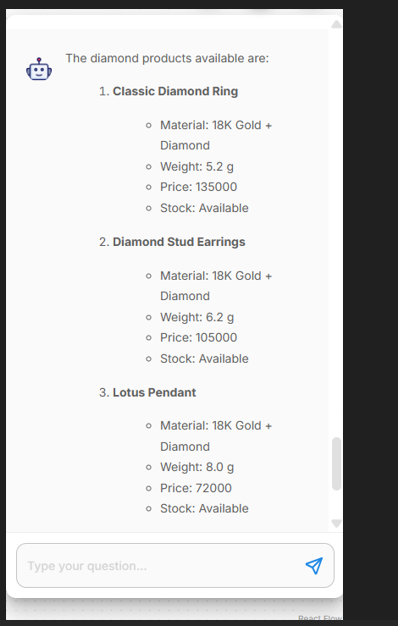 The diamond products available are:
1. Classic Diamond Ring
Material: 18K Gold +
Diamond
Weight: 5.2 g
Price: 135000
Stock: Available
2. Diamond Stud Earrings
Material: 18K Gold +
Diamond
Weight: 6.2 g
Price: 105000
Stock: Available
3. Lotus Pendant
Material: 18K Gold +
Diamond
Weight: 8.0 g
Price: 72000
Stock: Available
Type your question...
React Flow